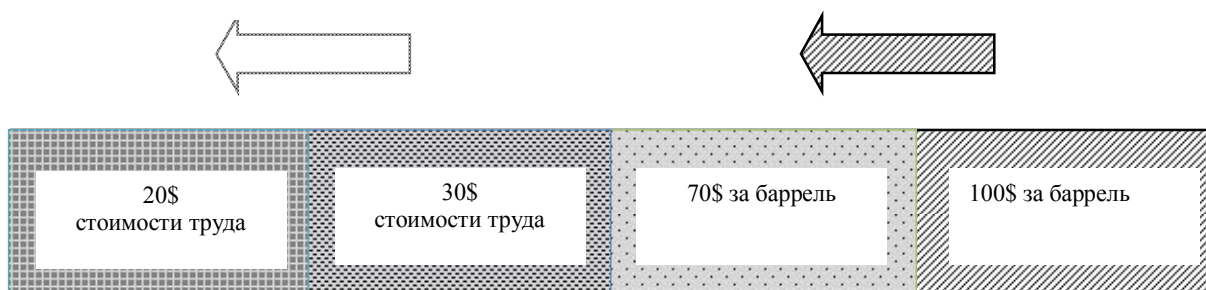 20$
стоимости труда
30$
стоимости труда
70$ за баррель
100$ за баррель